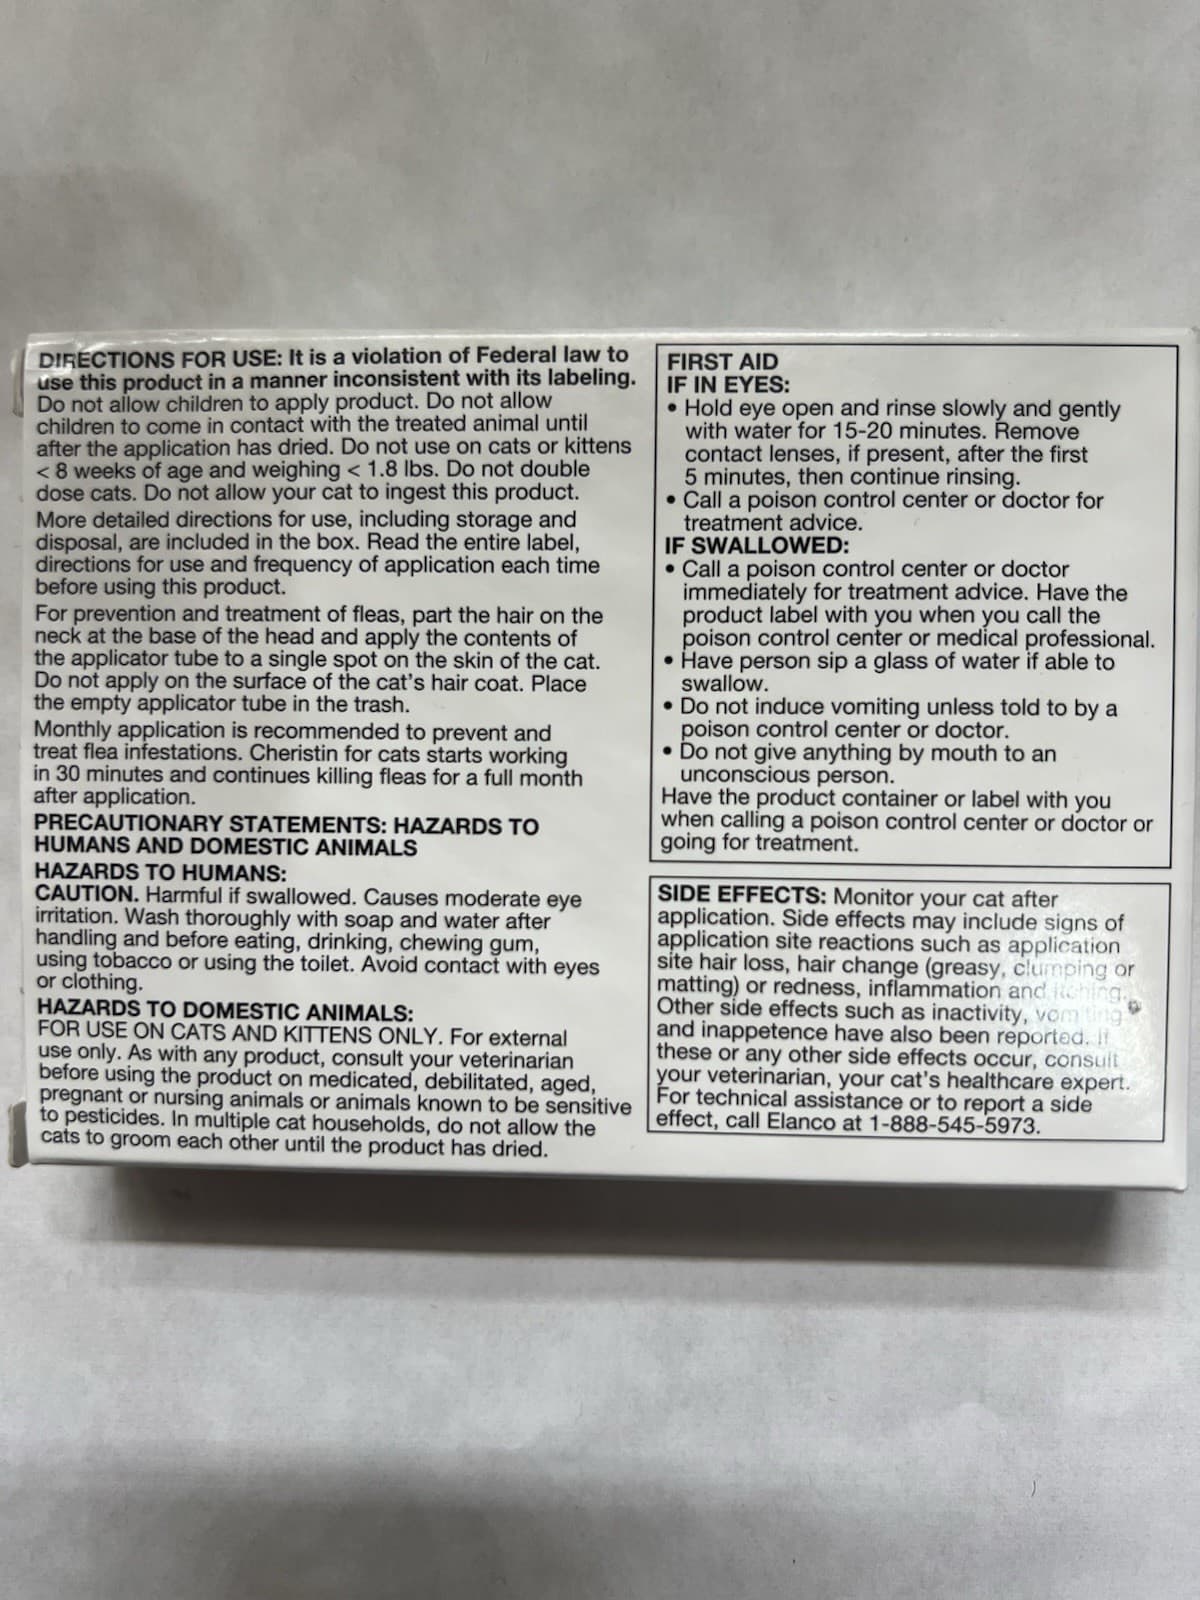 DIRECTIONS FOR USE: It is a violation of Federal law to
use this product in a manner inconsistent with its labeling.
Do not allow children to apply product. Do not allow
children to come in contact with the treated animal until
after the application has dried. Do not use on cats or kittens
< 8 weeks of age and weighing < 1.8 lbs. Do not double
dose cats. Do not allow your cat to ingest this product.
More detailed directions for use, including storage and
disposal, are included in the box. Read the entire label,
directions for use and frequency of application each time
before using this product.
For prevention and treatment of fleas, part the hair on the
neck at the base of the head and apply the contents of
the applicator tube to a single spot on the skin of the cat.
Do not apply on the surface of the cat's hair coat. Place
the empty applicator tube in the trash.
Monthly application is recommended to prevent and
treat flea infestations. Cheristin for cats starts working
in 30 minutes and continues killing fleas for a full month
after application.
PRECAUTIONARY STATEMENTS: HAZARDS TO
HUMANS AND DOMESTIC ANIMALS
HAZARDS TO HUMANS:
CAUTION. Harmful if swallowed. Causes moderate eye
irritation. Wash thoroughly with soap and water after
handling and before eating, drinking, chewing gum,
using tobacco or using the toilet. Avoid contact with eyes
or clothing.
HAZARDS TO DOMESTIC ANIMALS:
FOR USE ON CATS AND KITTENS ONLY. For external
use only. As with any product, consult your veterinarian
before using the product on medicated, debilitated, aged,
pregnant or nursing animals or animals known to be sensitive
to pesticides. In multiple cat households, do not allow the
cats to groom each other until the product has dried.
FIRST AID
IF IN EYES:
• Hold eye open and rinse slowly and gently
with water for 15-20 minutes. Remove
contact lenses, if present, after the first
5 minutes, then continue rinsing.
• Call a poison control center or doctor for
treatment advice.
IF SWALLOWED:
• Call a poison control center or doctor
immediately for treatment advice. Have the
product label with you when you call the
poison control center or medical professional.
• Have person sip a glass of water if able to
swallow.
• Do not induce vomiting unless told to by a
poison control center or doctor.
• Do not give anything by mouth to an
unconscious person.
Have the product container or label with you
when calling a poison control center or doctor or
going for treatment.
SIDE EFFECTS: Monitor your cat after
application. Side effects may include signs of
application site reactions such as application
site hair loss, hair change (greasy, clumping or
matting) or redness, inflammation and itching.
Other side effects such as inactivity, vomiting
and inappetence have also been reported. If
these or any other side effects occur, consult
your veterinarian, your cat's healthcare expert.
For technical assistance or to report a side
effect, call Elanco at 1-888-545-5973.